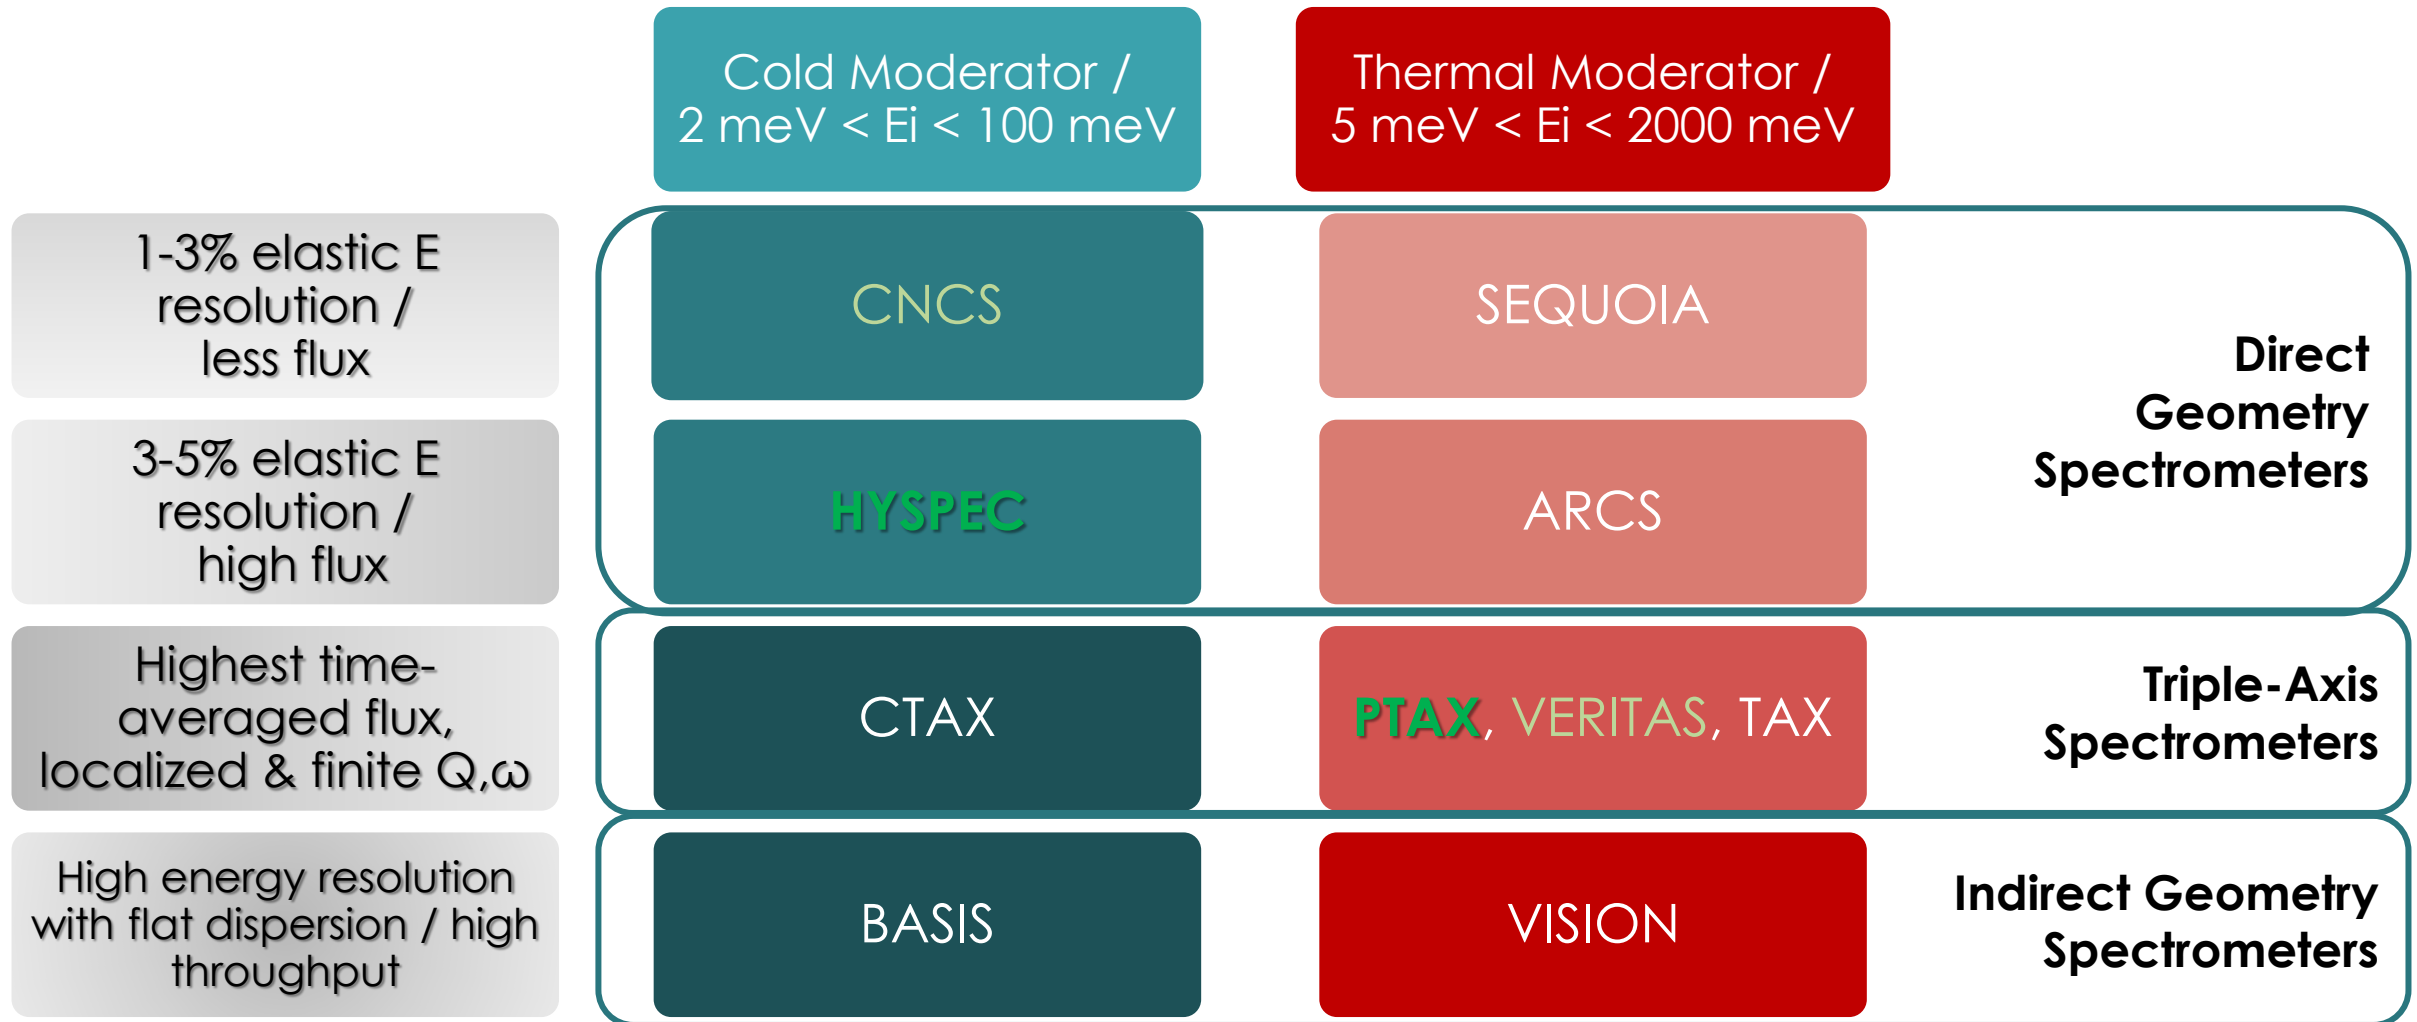 Cold Moderator /
2 meV < Ei < 100 meV
Thermal Moderator /
5 meV < Ei < 2000 meV
1-3% elastic E
resolution /
less flux
CNCS
SEQUOIA
3-5% elastic E
resolution /
high flux
HYSPEC
ARCS
Direct
Geometry
Spectrometers
Highest time-
averaged flux,
localized & finite Q,ω
CTAX
PTAX, VERITAS, TAX
Triple-Axis
Spectrometers
High energy resolution
with flat dispersion / high
throughput
BASIS
VISION
Indirect Geometry
Spectrometers